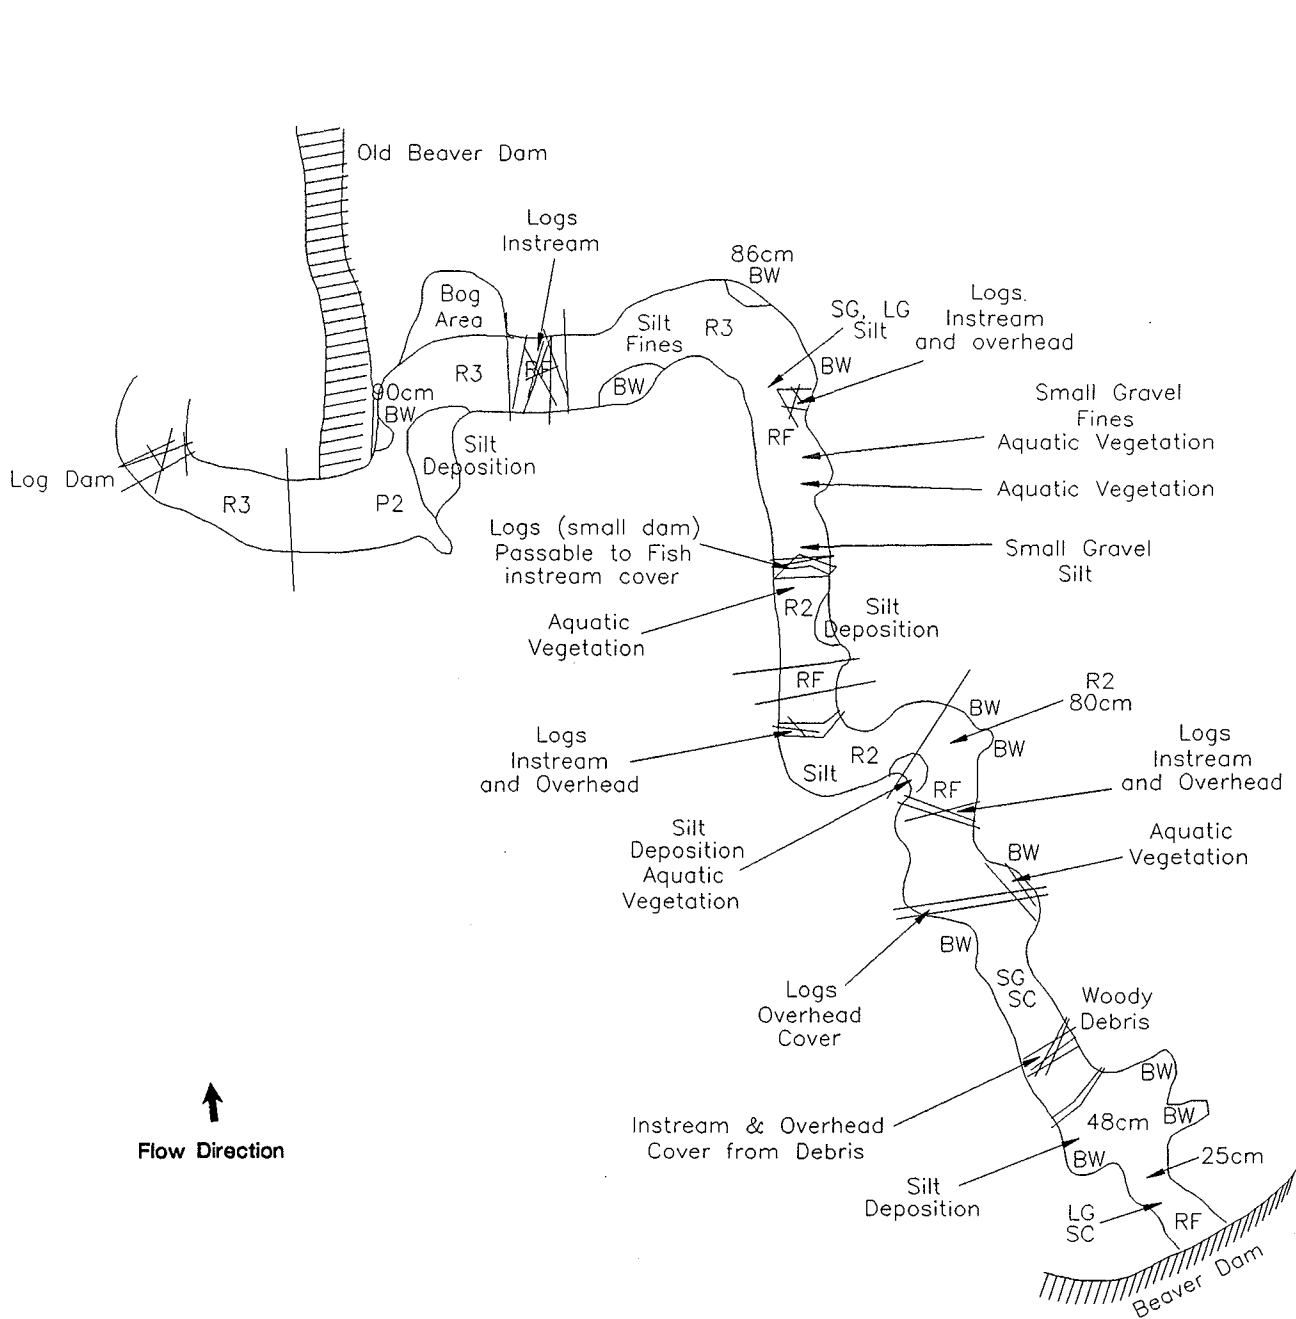 Old Beaver Dam
Logs
Instream
86cm
BW
Bog
Area
Silt
Fines
R3
SG, LG
Silt
Logs.
Instream
and overhead
BW
R3
RF
BW
90cm
BW
Small Gravel
Fines
Aquatic Vegetation
RF
Silt
Deposition
Log Dam
R3
P2
Aquatic Vegetation
Logs (small dam)
Passable to Fish
instream cover
Small Gravel
Silt
Aquatic
Vegetation
R2
Silt
Deposition
RF
R2
80cm
BW
BW
Logs
Instream
and Overhead
R2
Silt
RF
Logs
Instream
and Overhead
Silt
Deposition
Aquatic
Vegetation
BW
Aquatic
Vegetation
BW
SG
SC
Logs
Overhead
Cover
Woody
Debris
BW
BW
48cm
Instream & Overhead
Cover from Debris
BW
25cm
Silt
Deposition
LG
SC
RF
Beaver Dam
Flow Direction